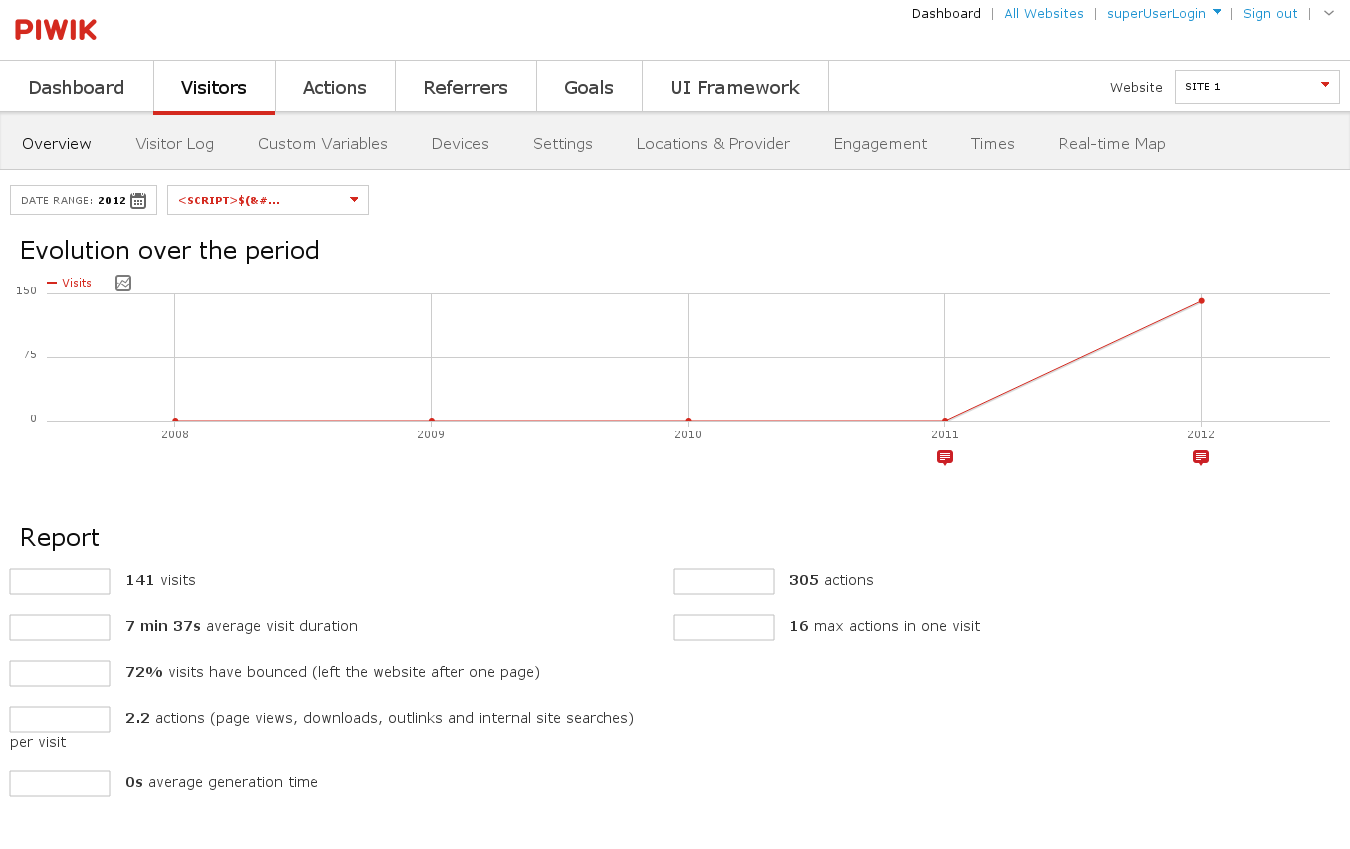 Dashboard | All Websites | superUserLogin | Sign out |
PIWIK
Dashboard Visitors Actions Referrers Goals UI Framework Website SITE 1
Overview Visitor Log Custom Variables Devices Settings Locations & Provider Engagement Times Real-time Map
DATE RANGE: 2012 <SCRIPT>$(&#...
Evolution over the period
Visits
150
75
0
2008 2009 2010 2011 2012
Report
141 visits
305 actions
7 min 37s average visit duration
16 max actions in one visit
72% visits have bounced (left the website after one page)
2.2 actions (page views, downloads, outlinks and internal site searches)
per visit
0s average generation time